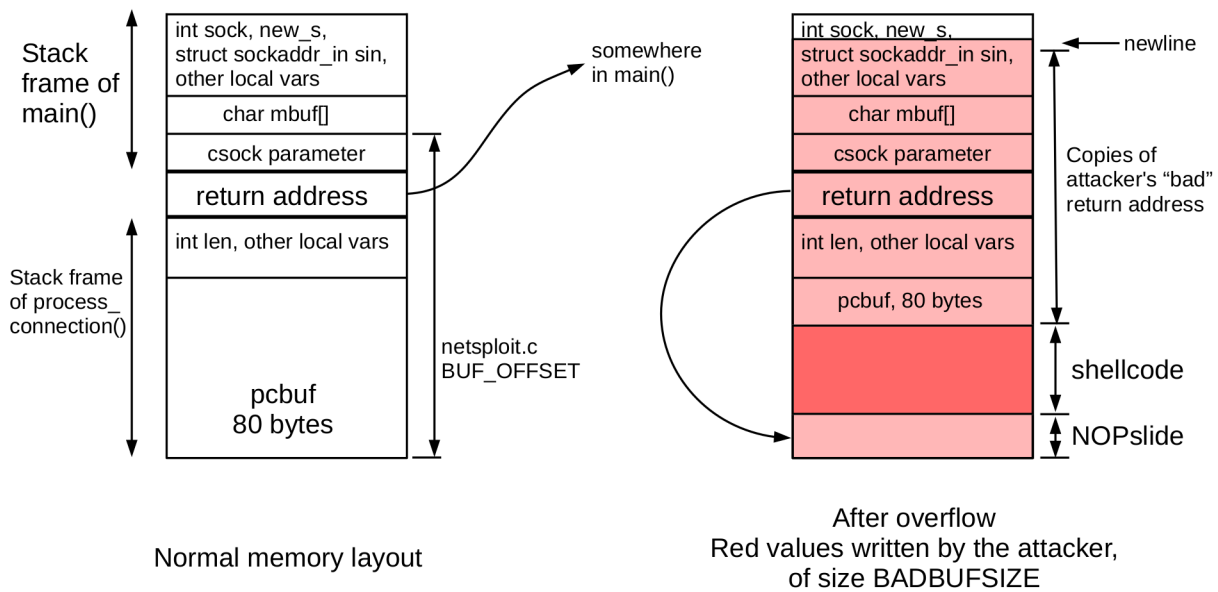 Stack
frame of
main()
int sock, new_s,
struct sockaddr_in sin,
other local vars
char mbuf[]
csock parameter
return address
int len, other local vars
pcbuf
80 bytes
Stack frame
of process_
connection()
somewhere
in main()
netsploit.c
BUF_OFFSET
Normal memory layout
int sock, new_s,
struct sockaddr_in sin,
other local vars
char mbuf[]
csock parameter
return address
int len, other local vars
pcbuf, 80 bytes
newline
Copies of
attacker's “bad”
return address
shellcode
NOPslide
After overflow
Red values written by the attacker,
of size BADBUFSIZE